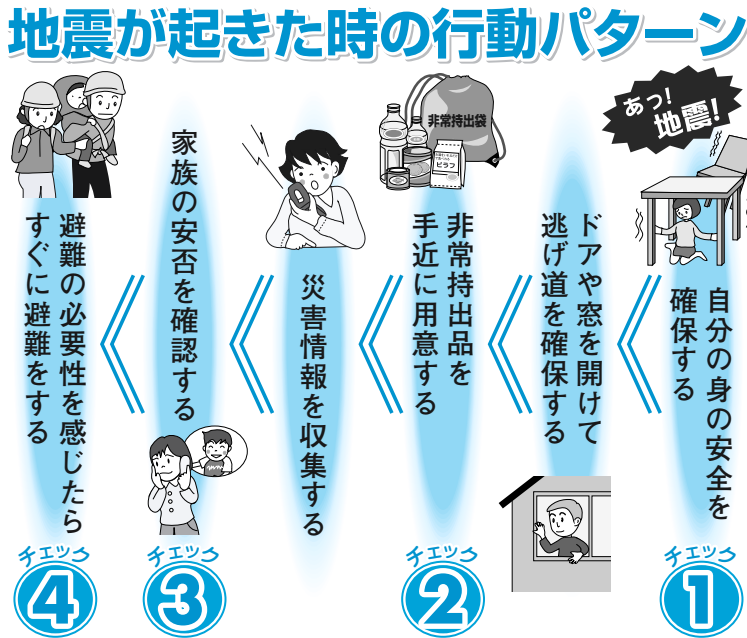 地震が起きた時の行動パターン
あっ!
地震!
自分の身の安全を
確保する
チェック
1
ドアや窓を開けて
逃げ道を確保する
非常持出袋
ピラフ
非常持出品を
手近に用意する
チェック
2
災害情報を収集する
家族の安否を確認する
チェック
3
避難の必要性を感じたら
すぐに避難をする
チェック
4